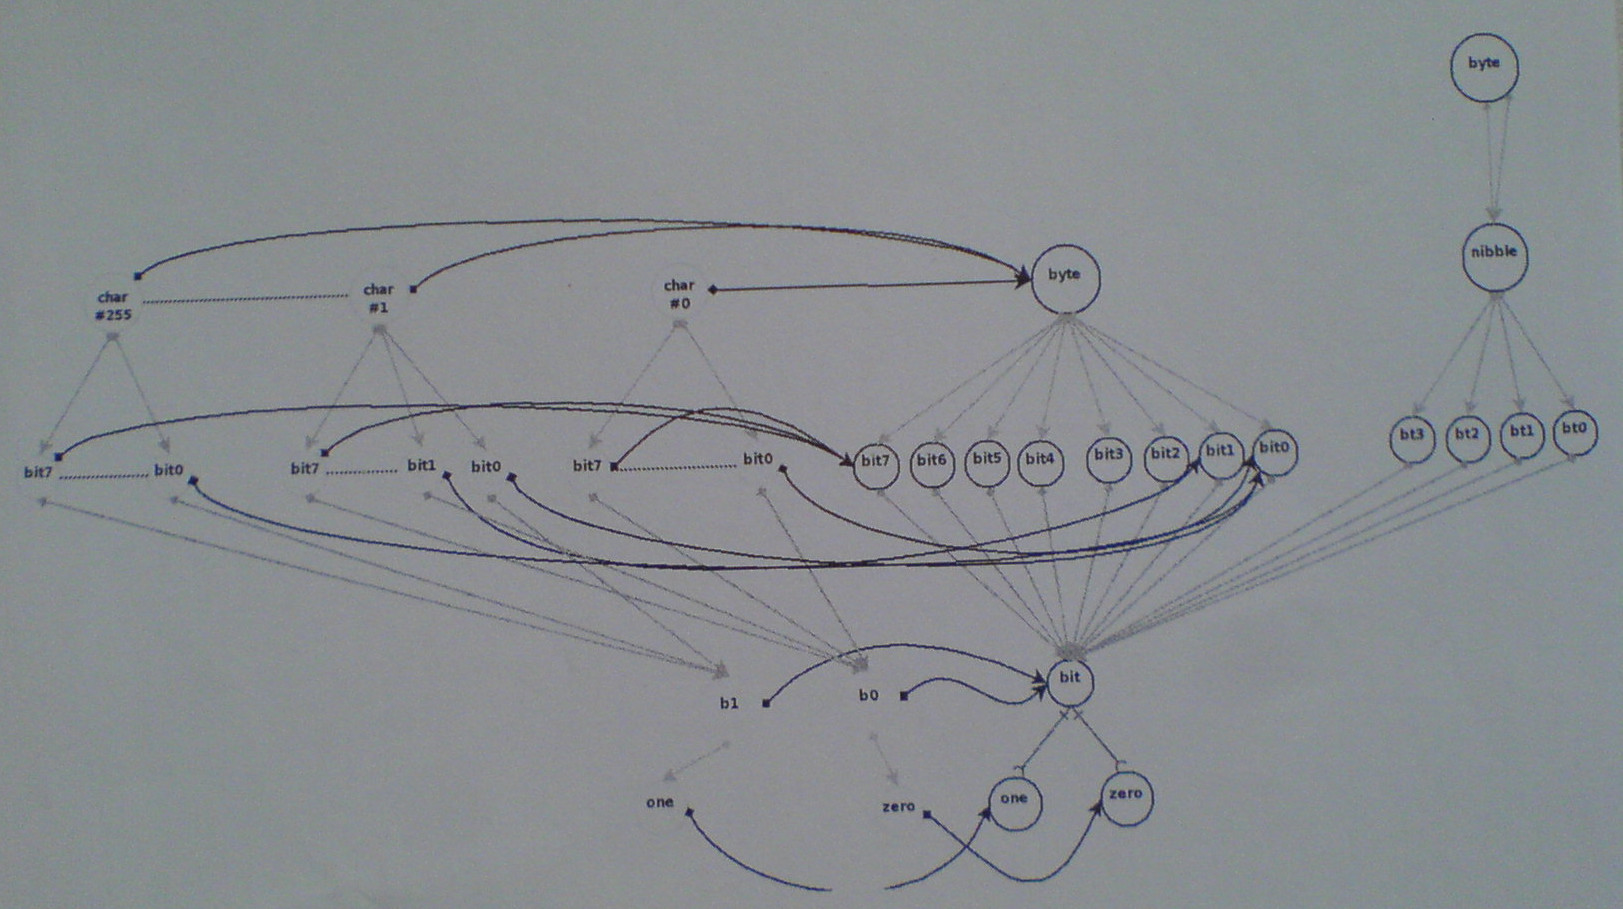 byte
nibble
byte
char
#255
char
#1
char
#0
bt3
bt2
bt1
bt0
bit7
bit0
bit7
bit1
bit0
bit7
bit0
bit7
bit6
bit5
bit4
bit3
bit2
bit1
bit0
b1
b0
bit
one
zero
one
zero